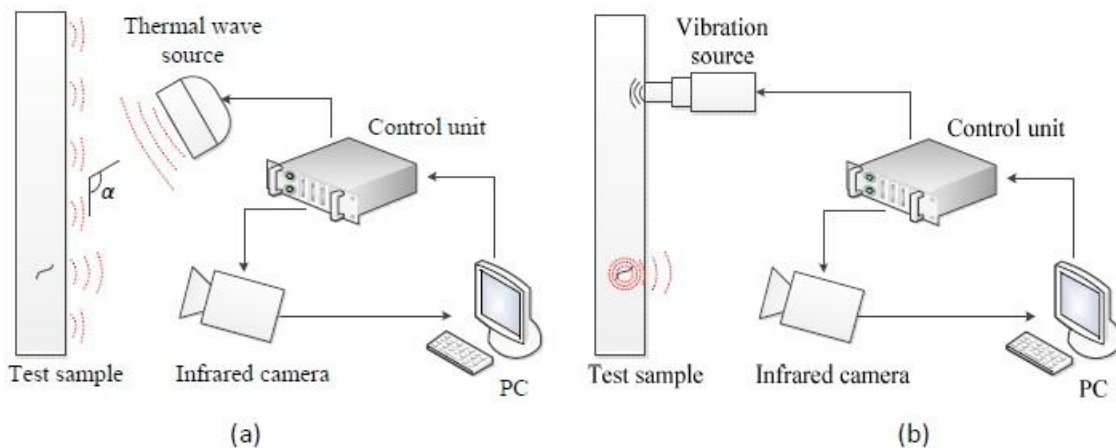 Thermal wave
source
Control unit
α
Test sample
Infrared camera
PC
(a)
Vibration
source
Control unit
Test sample
Infrared camera
PC
(b)